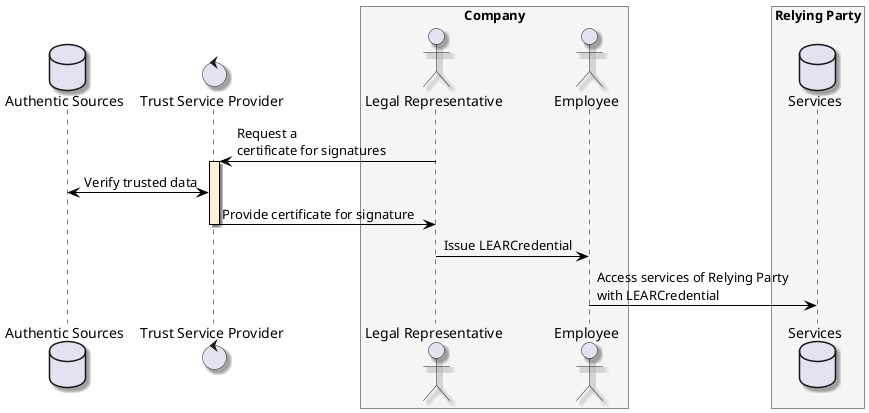 Company
Relying Party
Authentic Sources
Trust Service Provider
Legal Representative
Employee
Services
Request a
certificate for signatures
Verify trusted data
Provide certificate for signature
Issue LEARCredential
Access services of Relying Party
with LEARCredential
Authentic Sources
Trust Service Provider
Legal Representative
Employee
Services